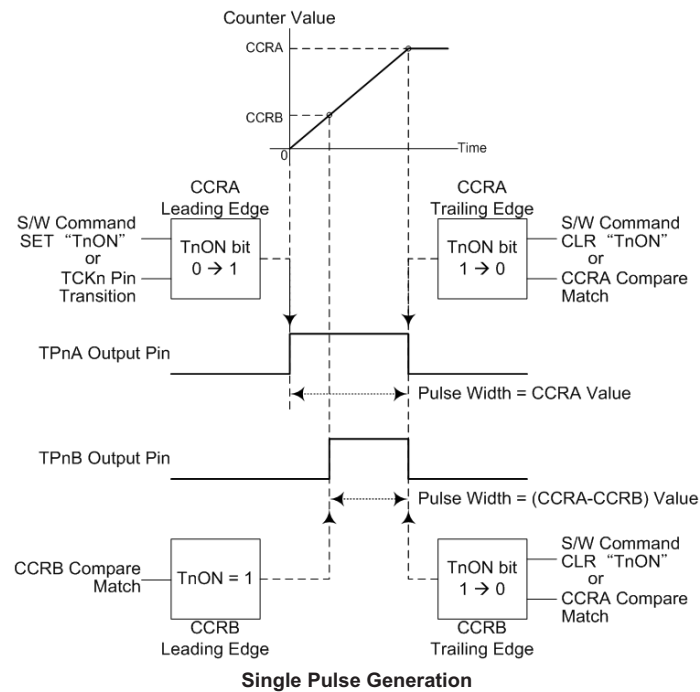 Counter Value
CCRA
CCRB
0
Time
CCRA
Leading Edge
CCRA
Trailing Edge
S/W Command
SET “TnON”
or
TCKn Pin
Transition
TnON bit
0 → 1
TnON bit
1 → 0
S/W Command
CLR “TnON”
or
CCRA Compare
Match
TPnA Output Pin
Pulse Width = CCRA Value
TPnB Output Pin
Pulse Width = (CCRA-CCRB) Value
CCRB Compare
Match
TnON = 1
CCRB
Leading Edge
TnON bit
1 → 0
CCRB
Trailing Edge
S/W Command
CLR “TnON”
or
CCRA Compare
Match
Single Pulse Generation